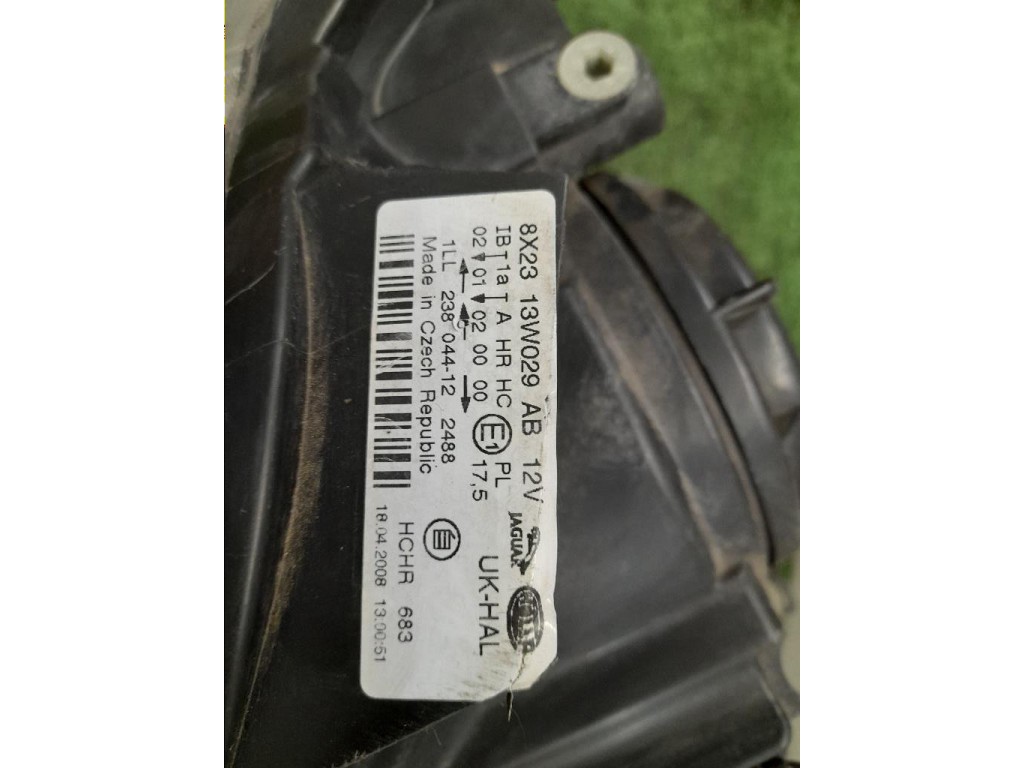 8X23 13W029 AB 12V
JAGUAR
HELLA
IB 1a A HR HC E1 PL
02 ▼ 01 ▼ 02 00 00 17,5
UK-HAL
← ← →
1LL 238 044-12 2488
Made in Czech Republic
HCHR 683
18.04.2008 13:00:51